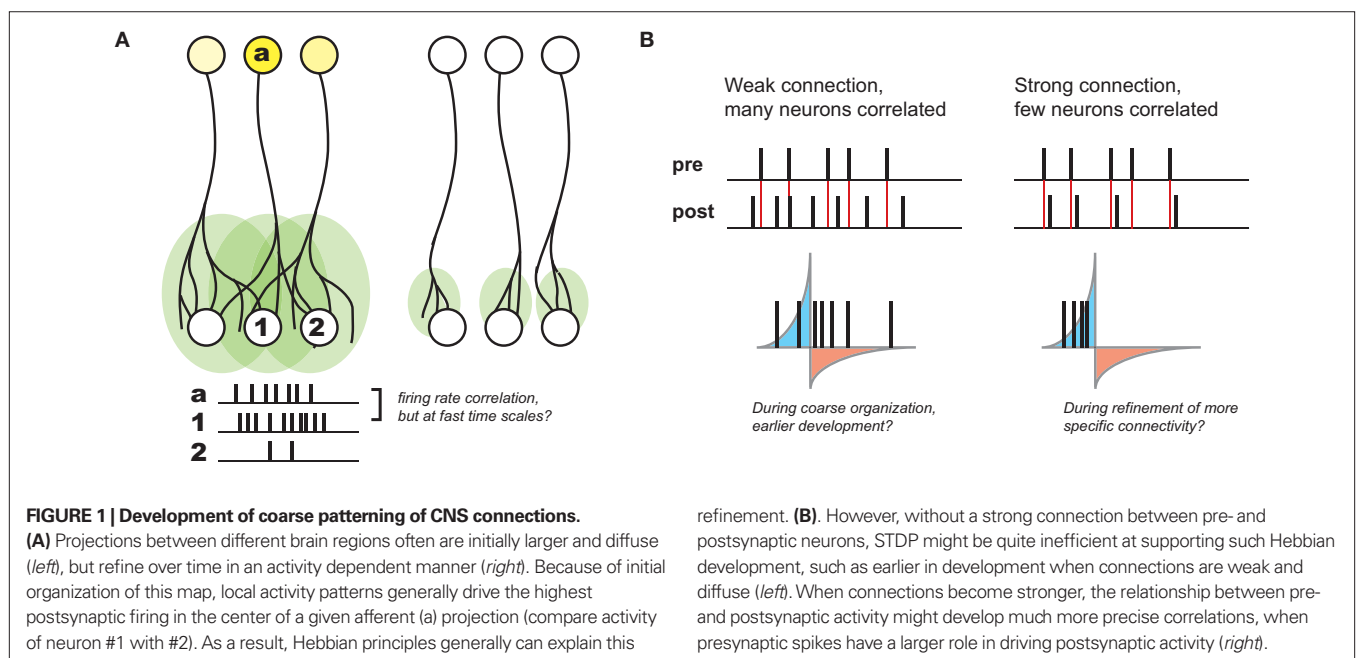 A
a
1
2
a
1
2
firing rate correlation,
but at fast time scales?
B
Weak connection,
many neurons correlated
Strong connection,
few neurons correlated
pre
post
During coarse organization,
earlier development?
During refinement of more
specific connectivity?
FIGURE 1 | Development of coarse patterning of CNS connections.
(A) Projections between different brain regions often are initially larger and diffuse
(left), but refine over time in an activity dependent manner (right). Because of initial
organization of this map, local activity patterns generally drive the highest
postsynaptic firing in the center of a given afferent (a) projection (compare activity
of neuron #1 with #2). As a result, Hebbian principles generally can explain this
refinement. (B). However, without a strong connection between pre- and
postsynaptic neurons, STDP might be quite inefficient at supporting such Hebbian
development, such as earlier in development when connections are weak and
diffuse (left). When connections become stronger, the relationship between pre-
and postsynaptic activity might develop much more precise correlations, when
presynaptic spikes have a larger role in driving postsynaptic activity (right).